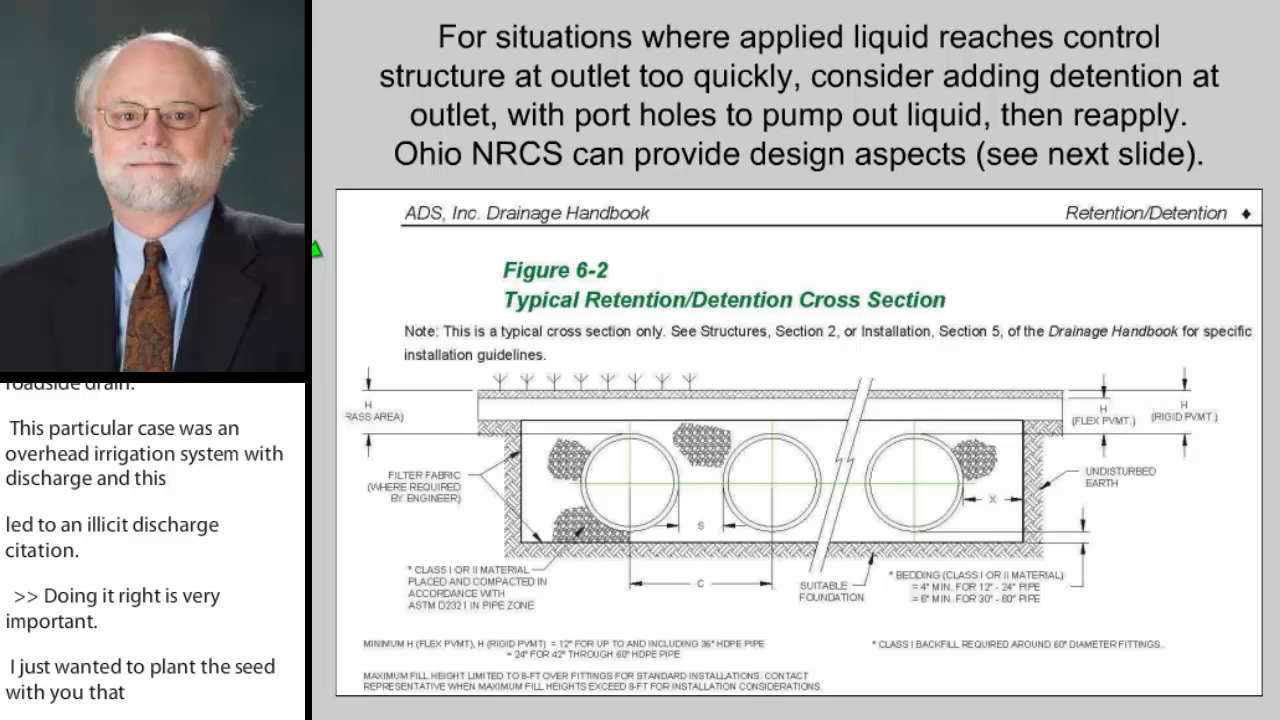 For situations where applied liquid reaches control
structure at outlet too quickly, consider adding detention at
outlet, with port holes to pump out liquid, then reapply.
Ohio NRCS can provide design aspects (see next slide).
ADS, Inc. Drainage Handbook
Retention/Detention ♦
Figure 6-2
Typical Retention/Detention Cross Section
Note: This is a typical cross section only. See Structures, Section 2, or Installation, Section 5, of the Drainage Handbook for specific
installation guidelines.
H
RASS AREA)
H
(FLEX PVMT.)
H
(RIGID PVMT.)
FILTER FABRIC
(WHERE REQUIRED
BY ENGINEER)
UNDISTURBED
EARTH
S
X
C
* CLASS I OR II MATERIAL
PLACED AND COMPACTED IN
ACCORDANCE WITH
ASTM D2321 IN PIPE ZONE
SUITABLE
FOUNDATION
* BEDDING (CLASS I OR II MATERIAL)
= 4" MIN. FOR 12" - 24" PIPE
= 6" MIN. FOR 30" - 60" PIPE
MINIMUM H (FLEX PVMT), H (RIGID PVMT) = 12" FOR UP TO AND INCLUDING 36" HDPE PIPE
= 24" FOR 42" THROUGH 60" HDPE PIPE
* CLASS I BACKFILL REQUIRED AROUND 60" DIAMETER FITTINGS.
MAXIMUM FILL HEIGHT LIMITED TO 8-FT OVER FITTINGS FOR STANDARD INSTALLATIONS. CONTACT
REPRESENTATIVE WHEN MAXIMUM FILL HEIGHTS EXCEED 8-FT FOR INSTALLATION CONSIDERATIONS.
roadside drain.
This particular case was an
overhead irrigation system with
discharge and this
led to an illicit discharge
citation.
>> Doing it right is very
important.
I just wanted to plant the seed
with you that